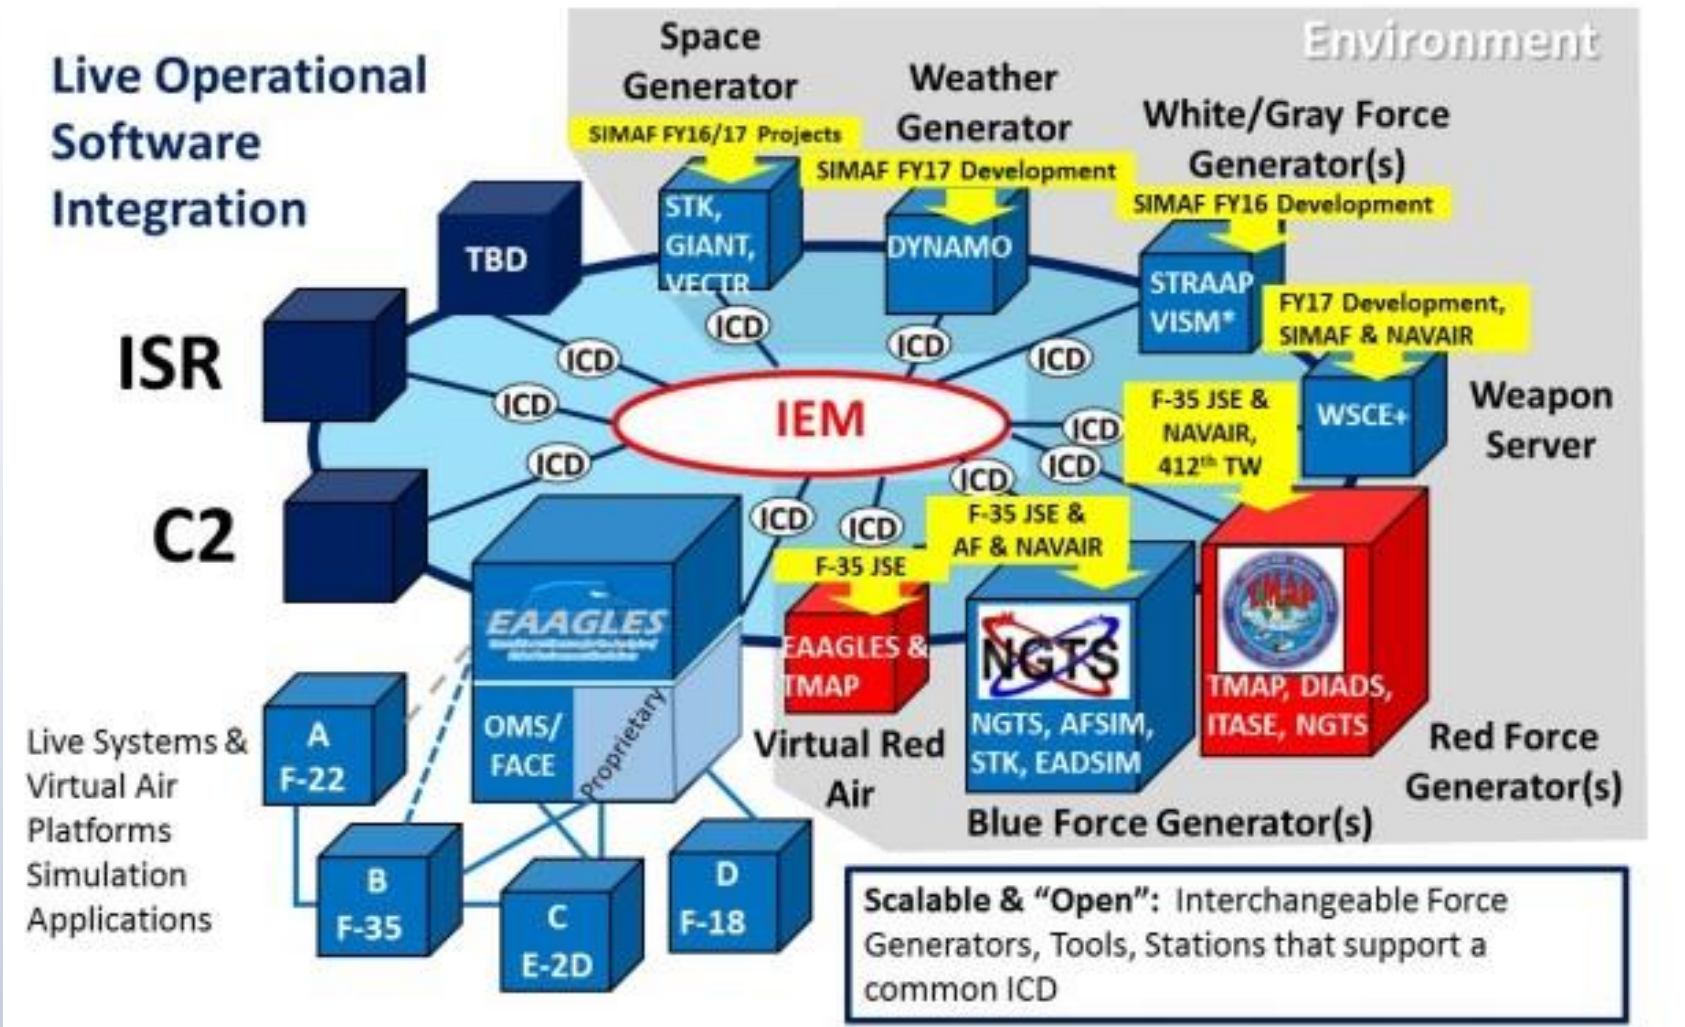 Live Operational
Software
Integration
Environment
Space
Generator
SIMAF FY16/17 Projects
Weather
Generator
SIMAF FY17 Development
White/Gray Force
Generator(s)
SIMAF FY16 Development
TBD
STK,
GIANT,
VECTR
DYNAMO
STRAAP
VISM*
FY17 Development,
SIMAF & NAVAIR
ISR
ICD
ICD
ICD
ICD
ICD
IEM
F-35 JSE &
NAVAIR,
412th TW
WSCE+
Weapon
Server
ICD
ICD
ICD
ICD
ICD
ICD
C2
F-35 JSE &
AF & NAVAIR
F-35 JSE
EAAGLES
EAAGLES &
TMAP
NGTS
TMAP
TMAP, DIADS,
ITASE, NGTS
NGTS, AFSIM,
STK, EADSIM
OMS/
FACE
Proprietary
Virtual Red
Air
Blue Force Generator(s)
Red Force
Generator(s)
Live Systems &
Virtual Air
Platforms
Simulation
Applications
A
F-22
B
F-35
C
E-2D
D
F-18
Scalable & “Open”: Interchangeable Force
Generators, Tools, Stations that support a
common ICD